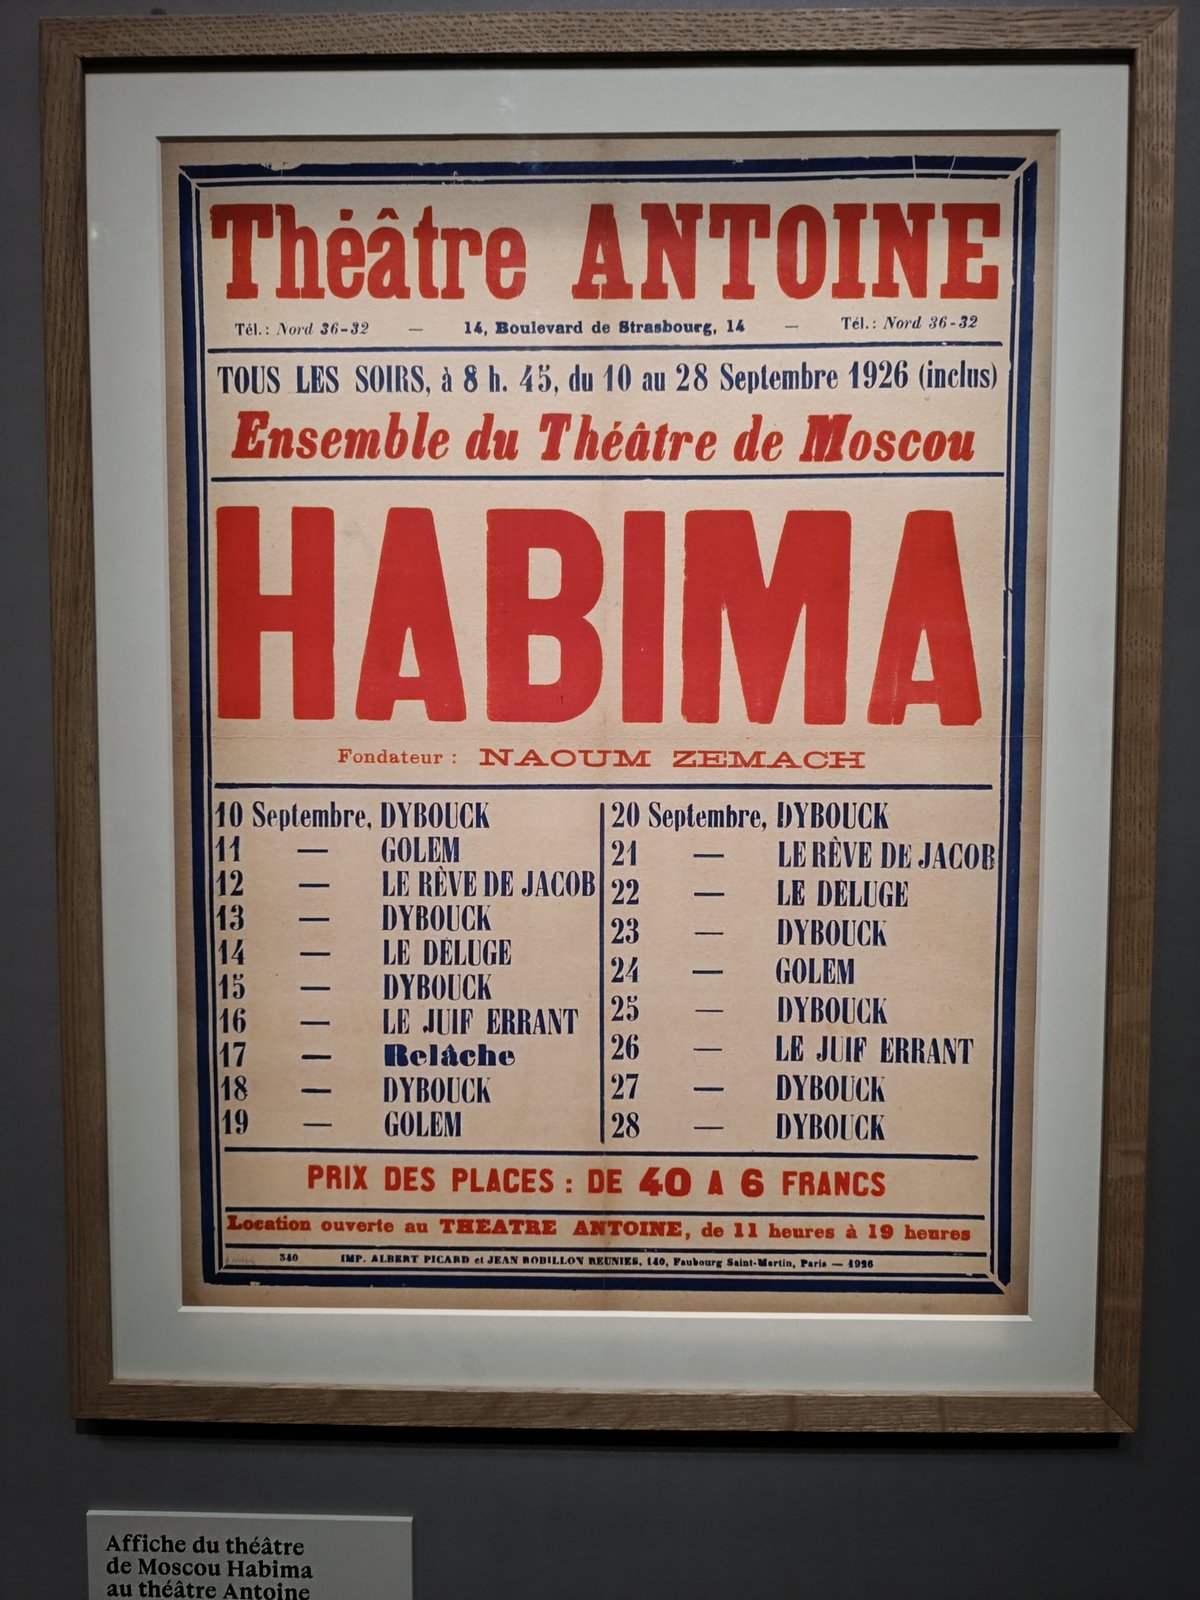 Théâtre ANTOINE
Tél.: Nord 36-32 — 14, Boulevard de Strasbourg, 14 — Tél.: Nord 36-32
TOUS LES SOIRS, à 8 h. 45, du 10 au 28 Septembre 1926 (inclus)
Ensemble du Théâtre de Moscou
HABIMA
Fondateur : NAOUM ZEMACH
10 Septembre, DYBOUCK
11 — GOLEM
12 — LE RÊVE DE JACOB
13 — DYBOUCK
14 — LE DÉLUGE
15 — DYBOUCK
16 — LE JUIF ERRANT
17 — Relâche
18 — DYBOUCK
19 — GOLEM
20 Septembre, DYBOUCK
21 — LE RÊVE DE JACOB
22 — LE DÉLUGE
23 — DYBOUCK
24 — GOLEM
25 — DYBOUCK
26 — LE JUIF ERRANT
27 — DYBOUCK
28 — DYBOUCK
PRIX DES PLACES : DE 40 A 6 FRANCS
Location ouverte au THEATRE ANTOINE, de 11 heures à 19 heures
340 IMP. ALBERT PICARD et JEAN ROBILLON REUNIES, 140, Faubourg Saint-Martin, Paris — 1926
Affiche du théâtre
de Moscou Habima
au théâtre Antoine